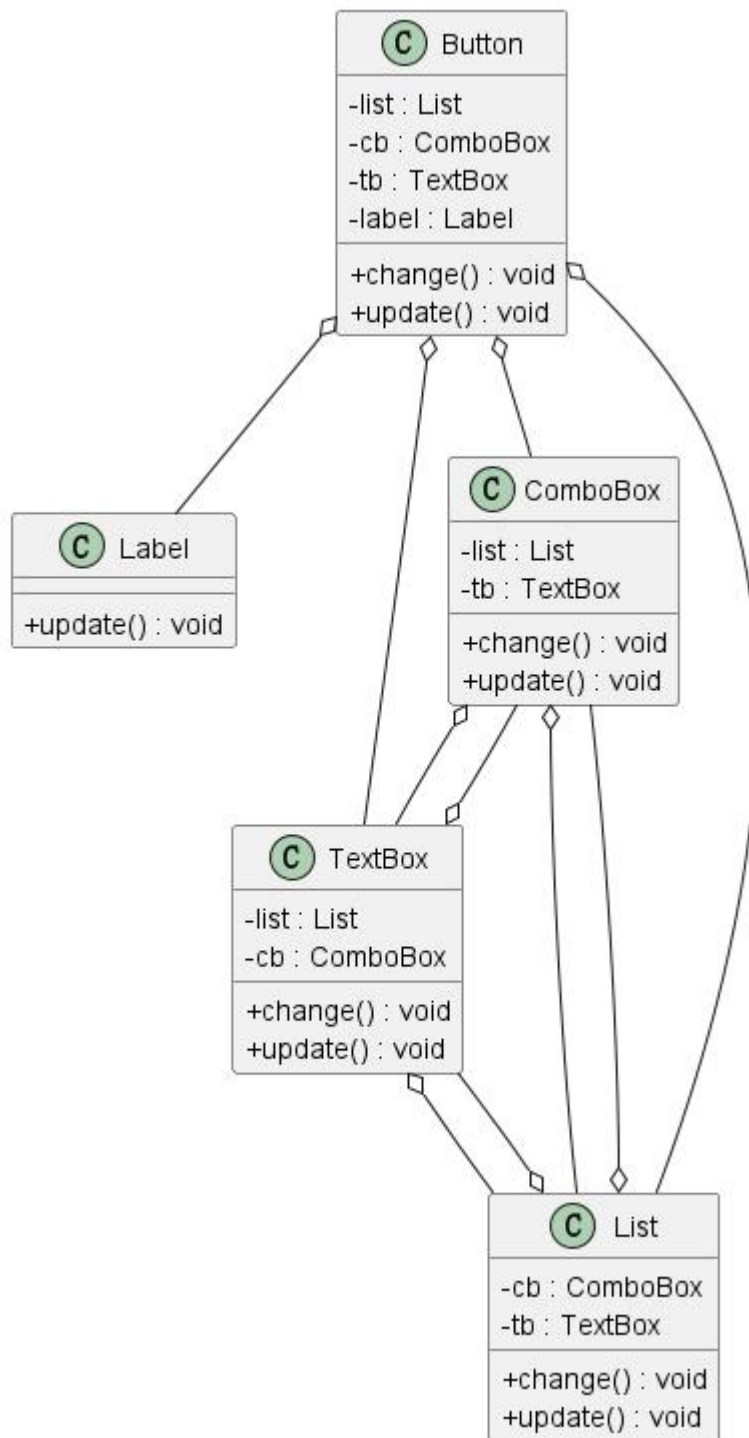 C Button
-list : List
-cb : ComboBox
-tb : TextBox
-label : Label
+change() : void
+update() : void
C ComboBox
-list : List
-tb : TextBox
+change() : void
+update() : void
C Label
+update() : void
C TextBox
-list : List
-cb : ComboBox
+change() : void
+update() : void
C List
-cb : ComboBox
-tb : TextBox
+change() : void
+update() : void